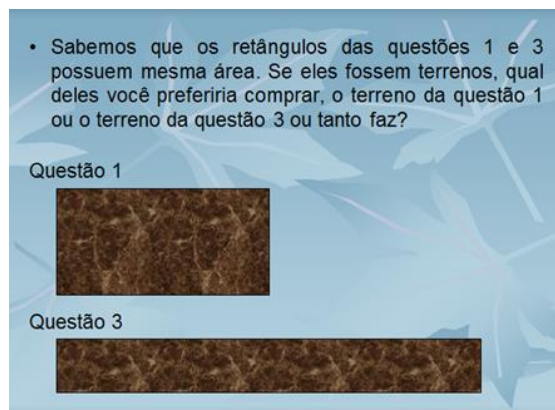 • Sabemos que os retângulos das questões 1 e 3
possuem mesma área. Se eles fossem terrenos, qual
deles você preferiria comprar, o terreno da questão 1
ou o terreno da questão 3 ou tanto faz?
Questão 1
Questão 3